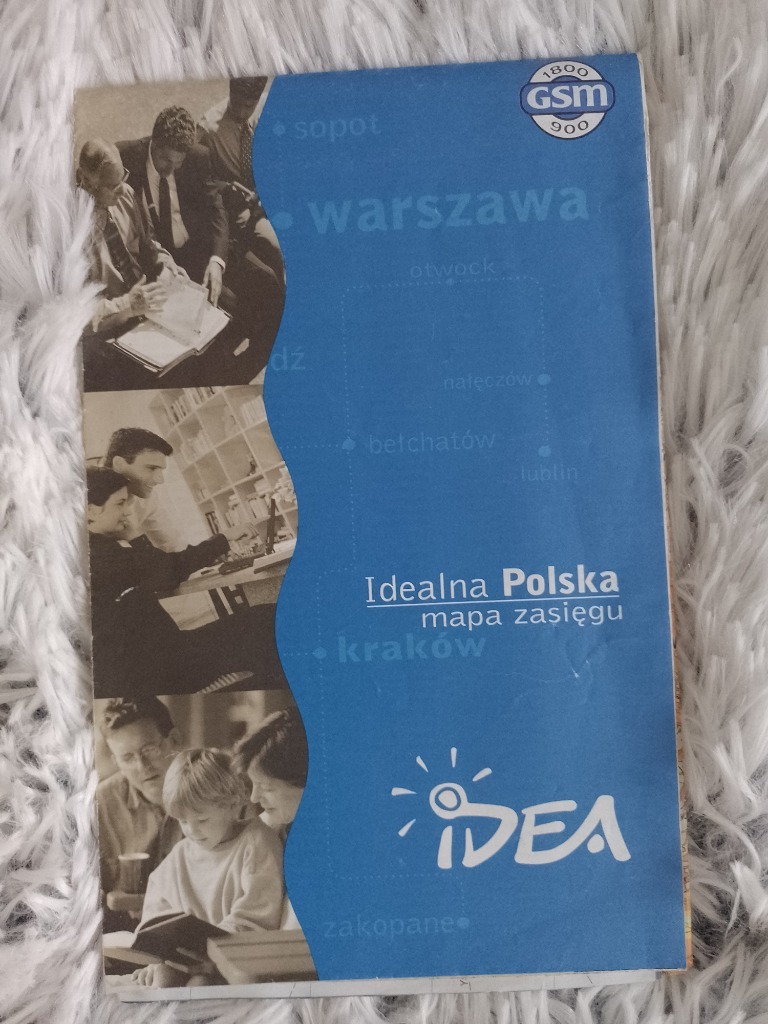 1800
GSM
900
sopot
warszawa
otwock
dź
nałęczów
bełchatów
lublin
Idealna Polska
mapa zasięgu
kraków
iDEA
zakopane